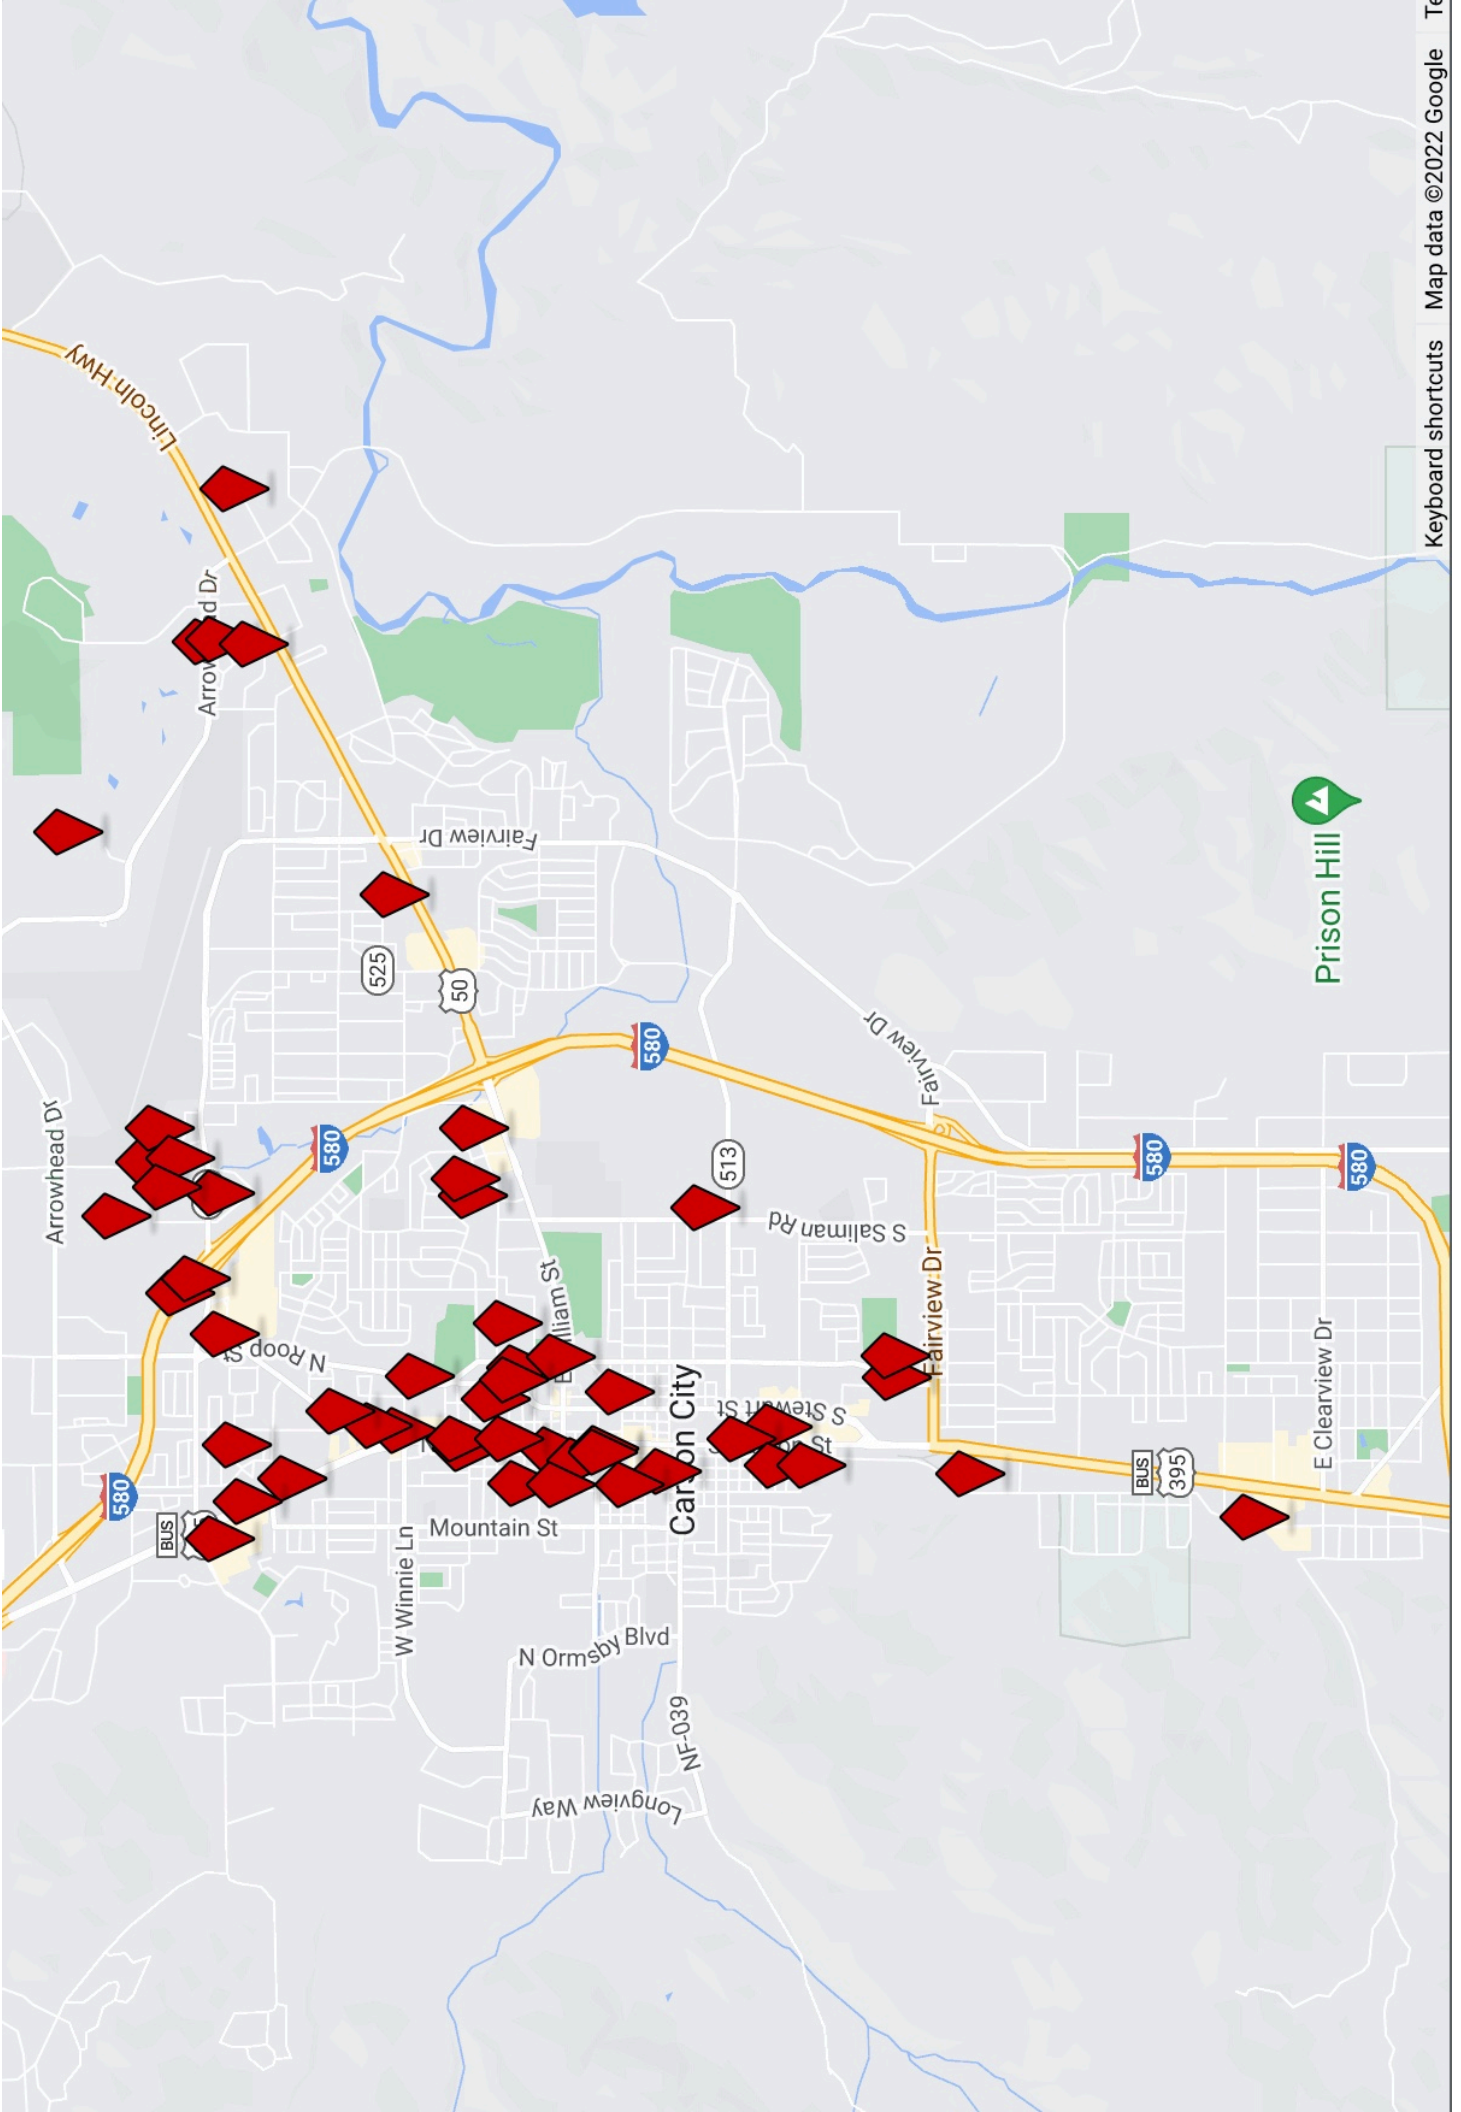 Lincoln Hwy
Arrowhead Dr
Fairview Dr
525
50
580
Fairview Dr
Fairview
Prison Hill
Arrowhead Dr
580
513
580
580
S Saliman Rd
Fairview Dr
N Roop St
William St
S Stewart St
Carson City
E Clearview Dr
580
BUS
BUS
395
Mountain St
W Winnie Ln
N Ormsby Blvd
NF-039
Longview Way
Keyboard shortcuts
Map data ©2022 Google